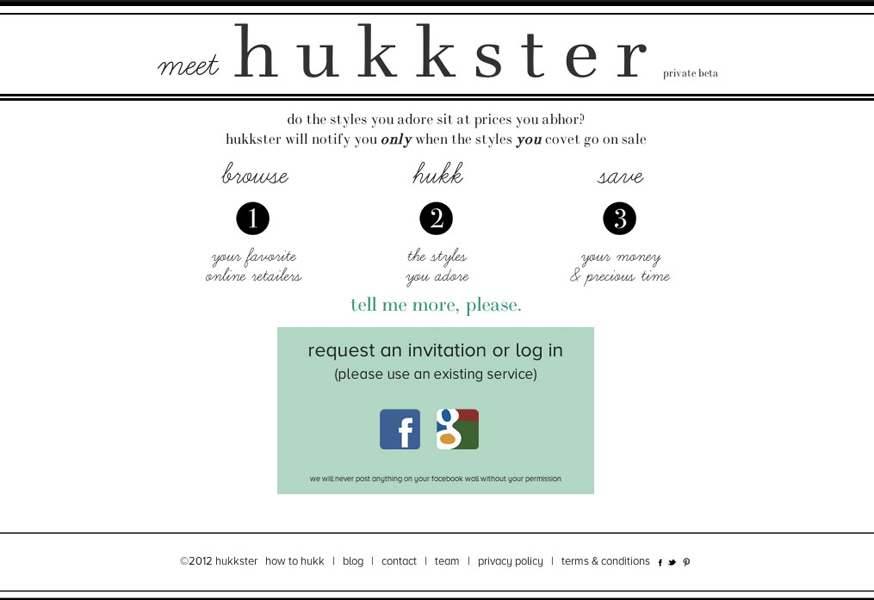 meet hukkster private beta
do the styles you adore sit at prices you abhor?
hukkster will notify you only when the styles you covet go on sale
browse hukk save
1 2 3
your favorite the styles your money
online retailers you adore & precious time
tell me more, please.
request an invitation or log in
(please use an existing service)
f g
we will never post anything on your facebook wall without your permission
©2012 hukkster how to hukk | blog | contact | team | privacy policy | terms & conditions